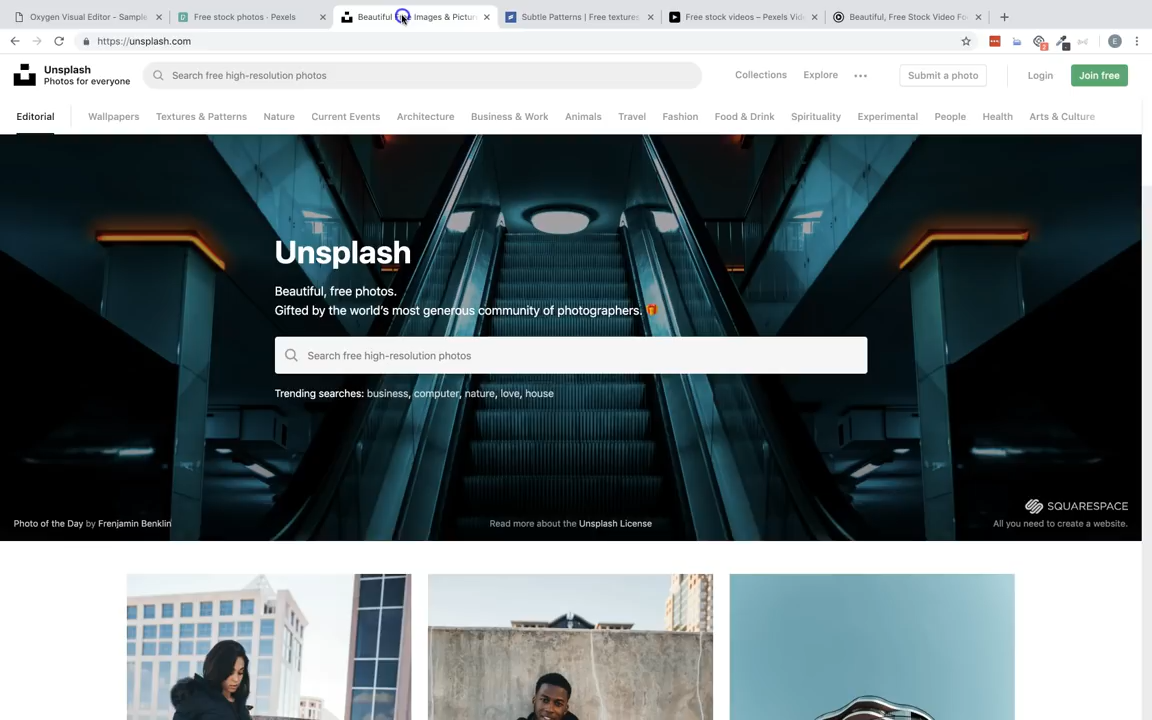 Oxygen Visual Editor - Sample
Free stock photos · Pexels
Beautiful Free Images & Pictur
Subtle Patterns | Free textures
Free stock videos – Pexels Vid
Beautiful, Free Stock Video Fo
https://unsplash.com
2
E
Unsplash
Photos for everyone
Search free high-resolution photos
Collections
Explore
Submit a photo
Login
Join free
Editorial
Wallpapers
Textures & Patterns
Nature
Current Events
Architecture
Business & Work
Animals
Travel
Fashion
Food & Drink
Spirituality
Experimental
People
Health
Arts & Culture
Unsplash
Beautiful, free photos.
Gifted by the world's most generous community of photographers. 🎁
Search free high-resolution photos
Trending searches: business, computer, nature, love, house
SQUARESPACE
Photo of the Day by Frenjamin Benklin
Read more about the Unsplash License
All you need to create a website.